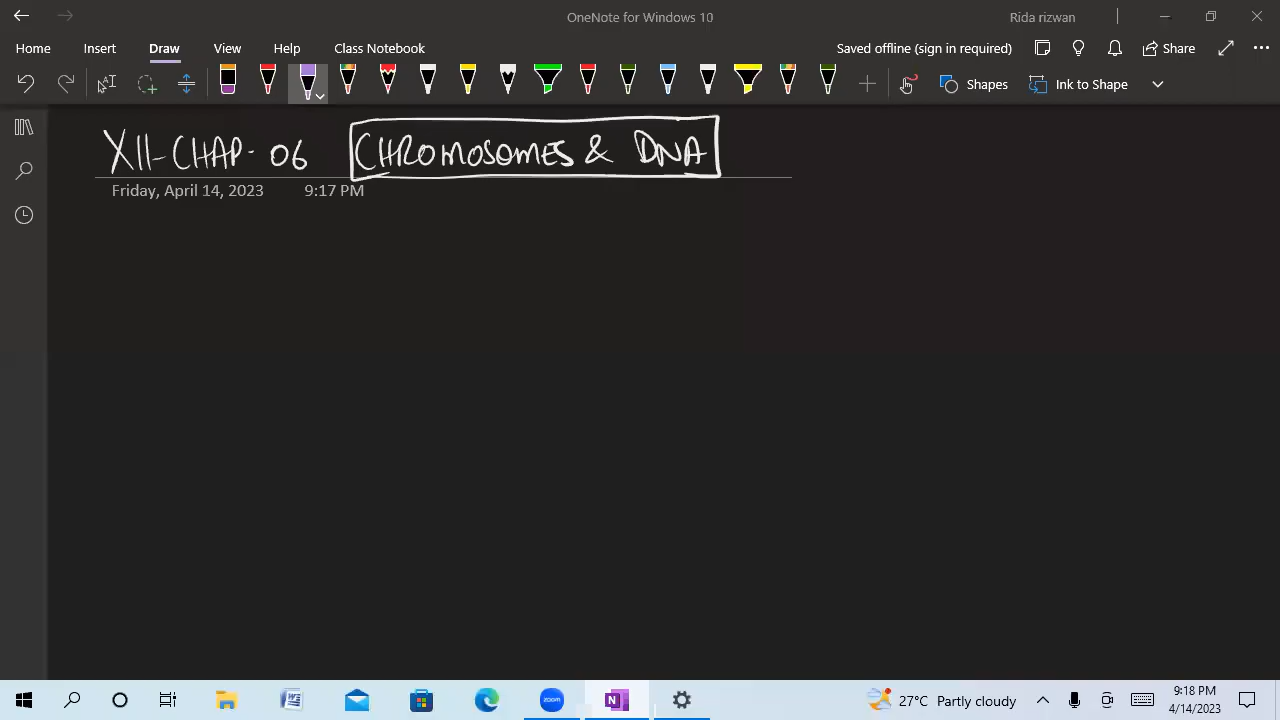 OneNote for Windows 10
Rida rizwan
Home Insert Draw View Help Class Notebook
Saved offline (sign in required) Share
Shapes Ink to Shape
XII-CHAP-06 CHROMOSOMES & DNA
Friday, April 14, 2023 9:17 PM
zoom
27°C Partly cloudy
9:18 PM
4/14/2023